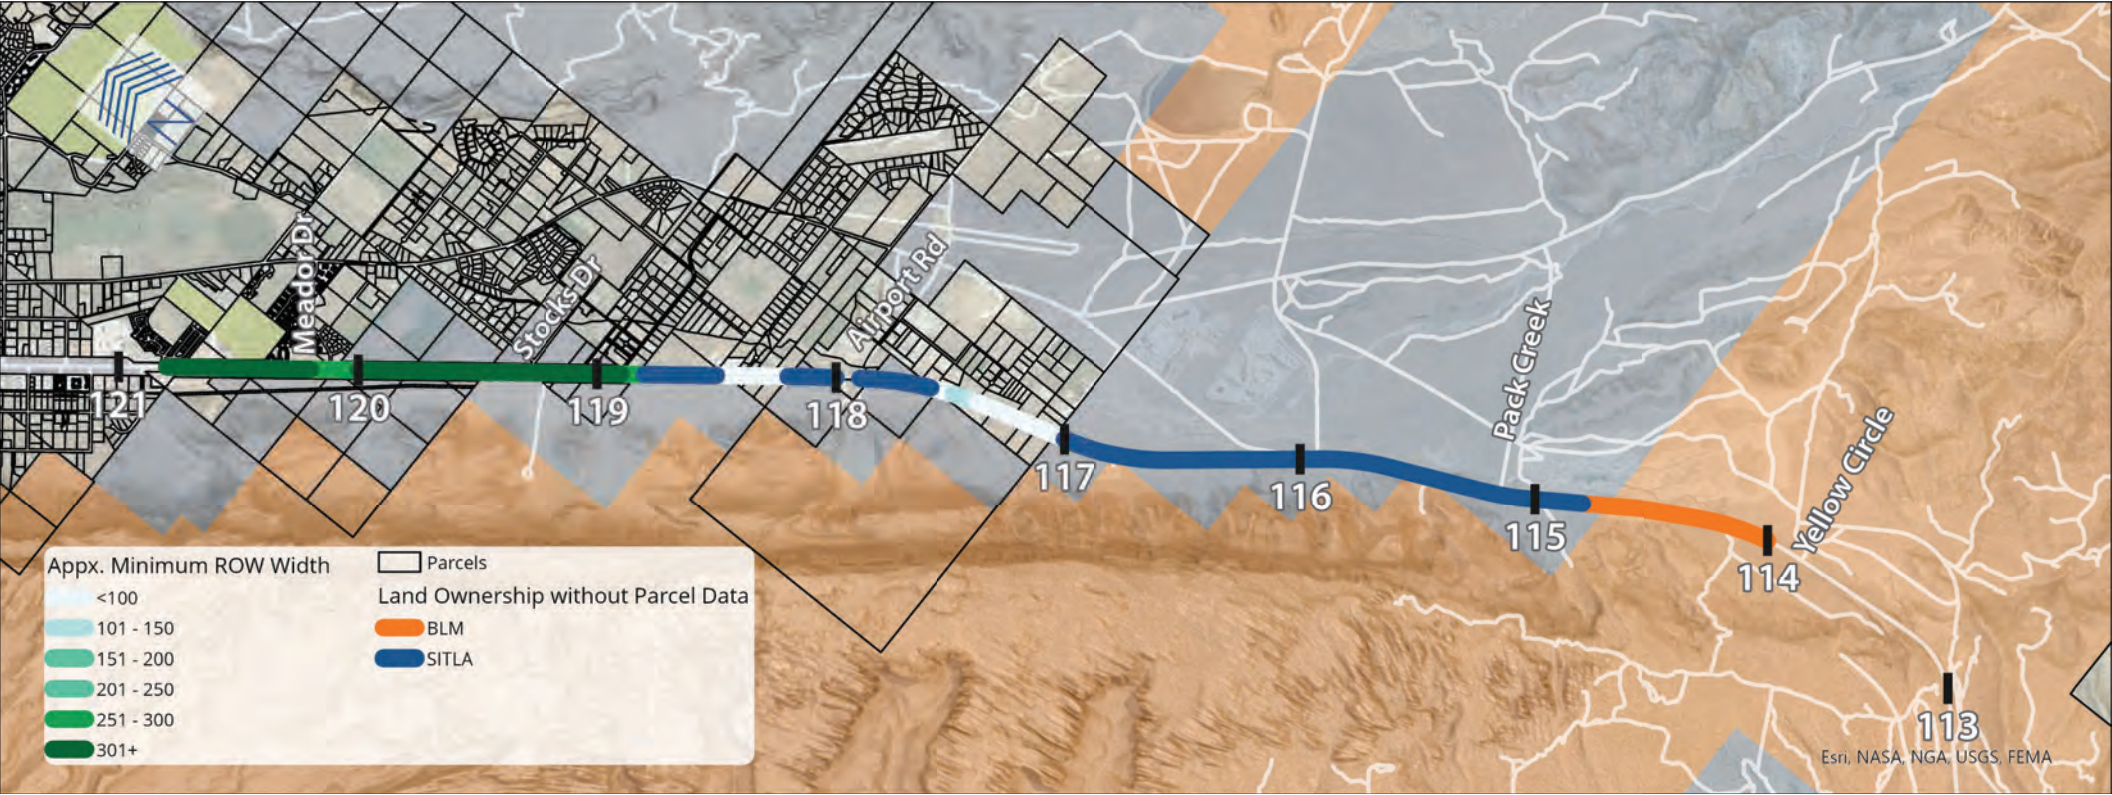 N
Meador Dr
Stocks Dr
Airport Rd
Pack Creek
Yellow Circle
121
120
119
118
117
116
115
114
113
Appx. Minimum ROW Width
<100
101 - 150
151 - 200
201 - 250
251 - 300
301+
Parcels
Land Ownership without Parcel Data
BLM
SITLA
Esri, NASA, NGA, USGS, FEMA